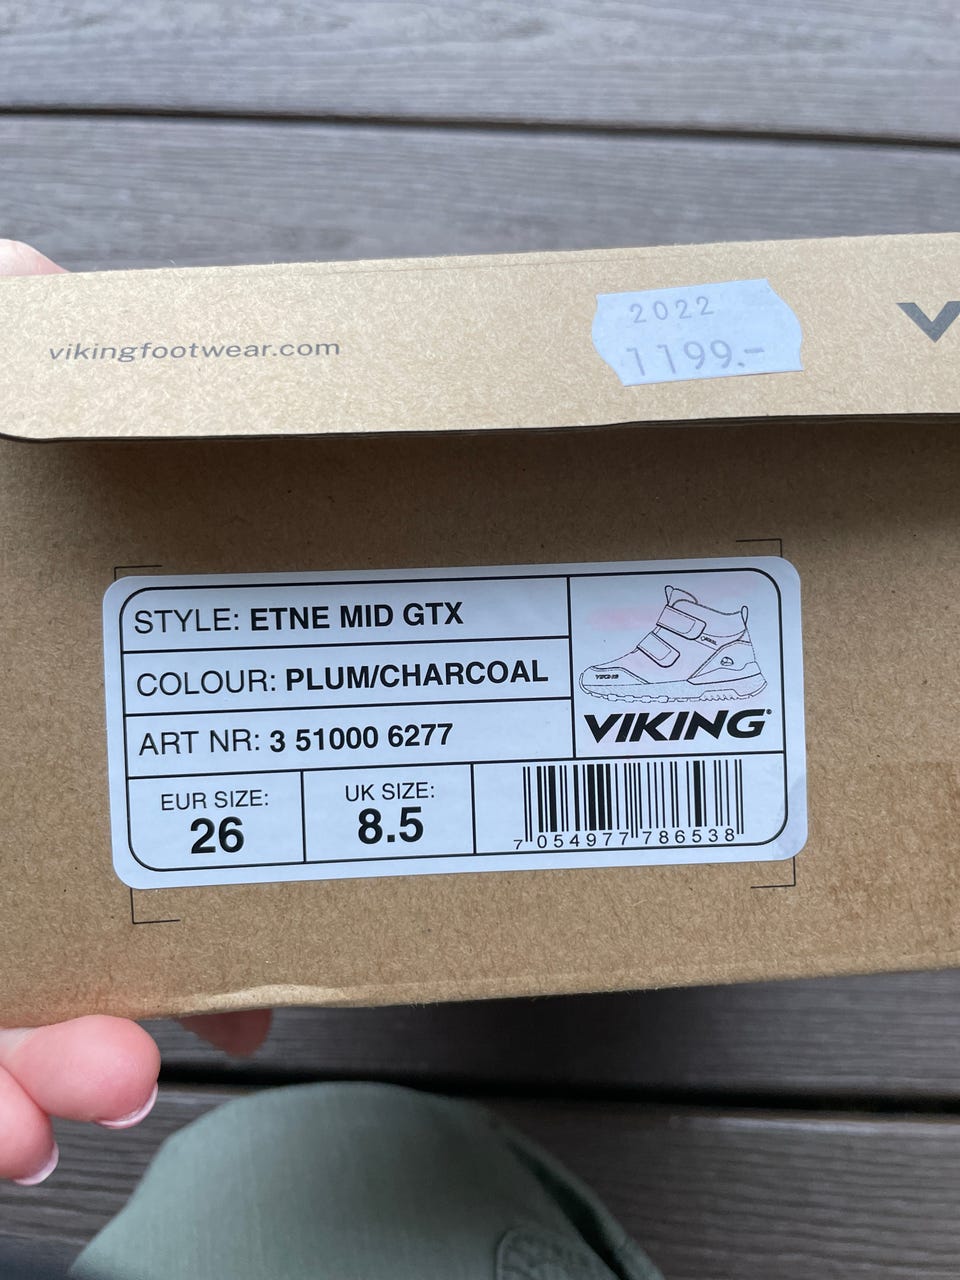 vikingfootwear.com
2022
1199.-
V
STYLE: ETNE MID GTX
COLOUR: PLUM/CHARCOAL
ART NR: 3 51000 6277
VIKING
EUR SIZE:
26
UK SIZE:
8.5
7 054977 786538